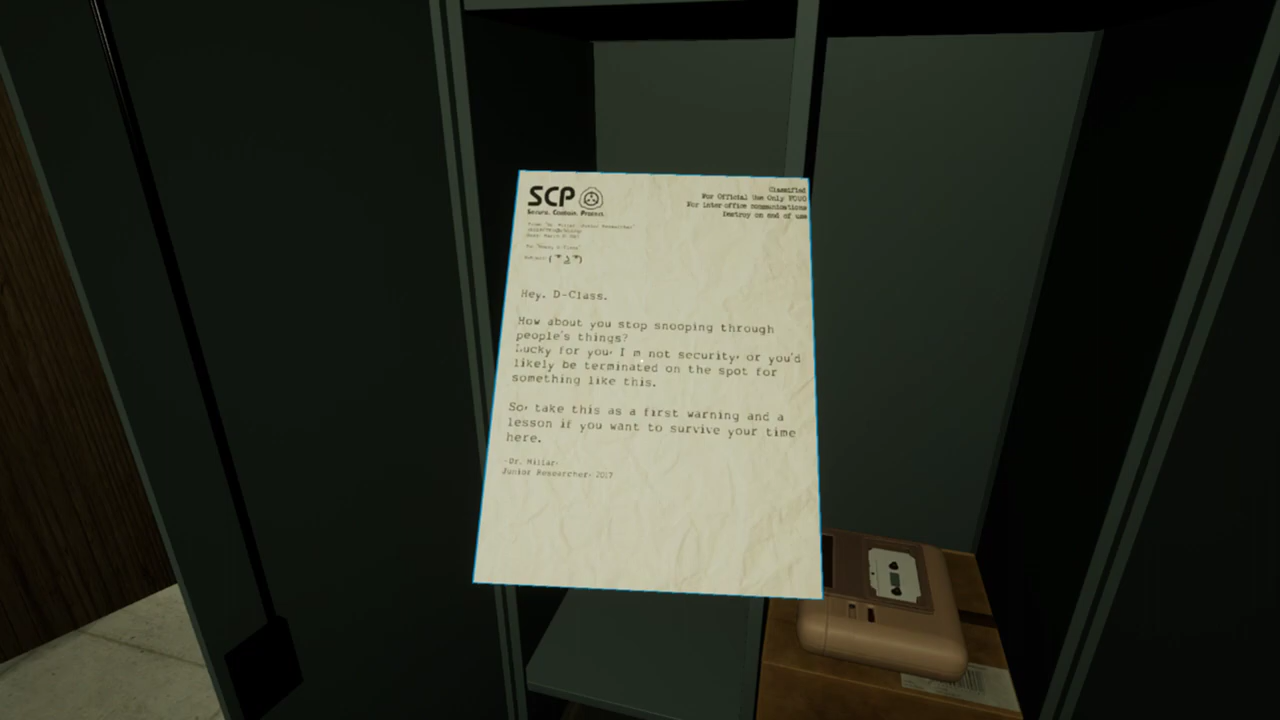 SCP
Secure. Contain. Protect.
Classified
For Official Use Only FOUO
For inter-office communications
Destroy on end of use
Hey. D-Class.
How about you stop snooping through
people's things?
Lucky for you, I'm not security, or you'd
likely be terminated on the spot for
something like this.
So, take this as a first warning and a
lesson if you want to survive your time
here.
-Dr. Millar-
Junior Researcher, 2017